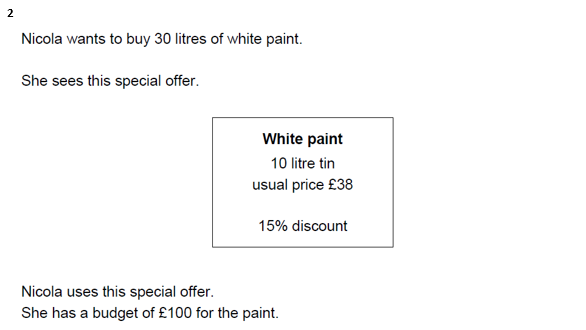 2
Nicola wants to buy 30 litres of white paint.
She sees this special offer.
White paint
10 litre tin
usual price £38
15% discount
Nicola uses this special offer.
She has a budget of £100 for the paint.